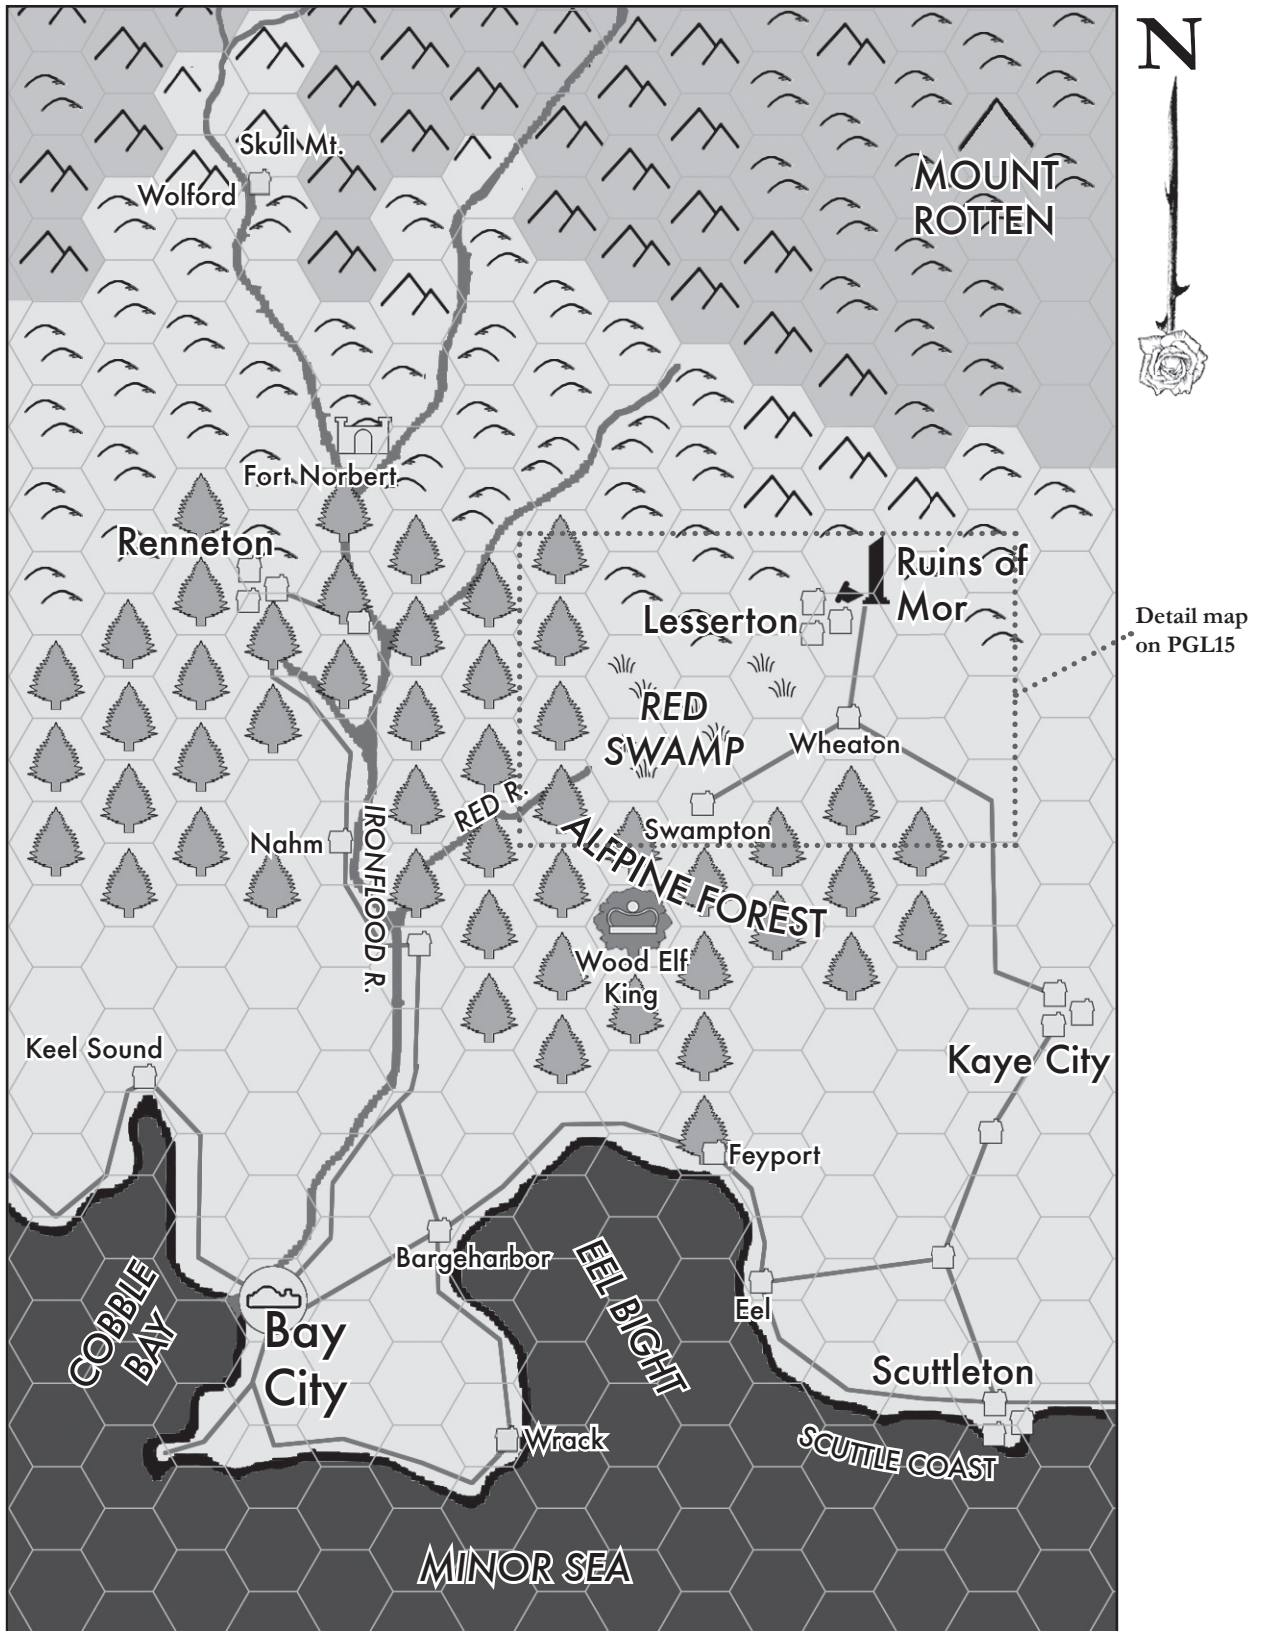 N
Skull Mt.
Wolford
MOUNT
ROTTEN
Fort Norbert
Renneton
Ruins of
Mor
Lesserton
Detail map
on PGL15
RED
SWAMP
Wheaton
RED R.
IRONFLOOD R.
Swampton
Nahm
ALFPINE FOREST
Wood Elf
King
Keel Sound
Kaye City
Feyport
Bargeharbor
EEL BIGHT
COBBLE
BAY
Eel
Bay
City
Scuttleton
Wrack
SCUTTLE COAST
MINOR SEA